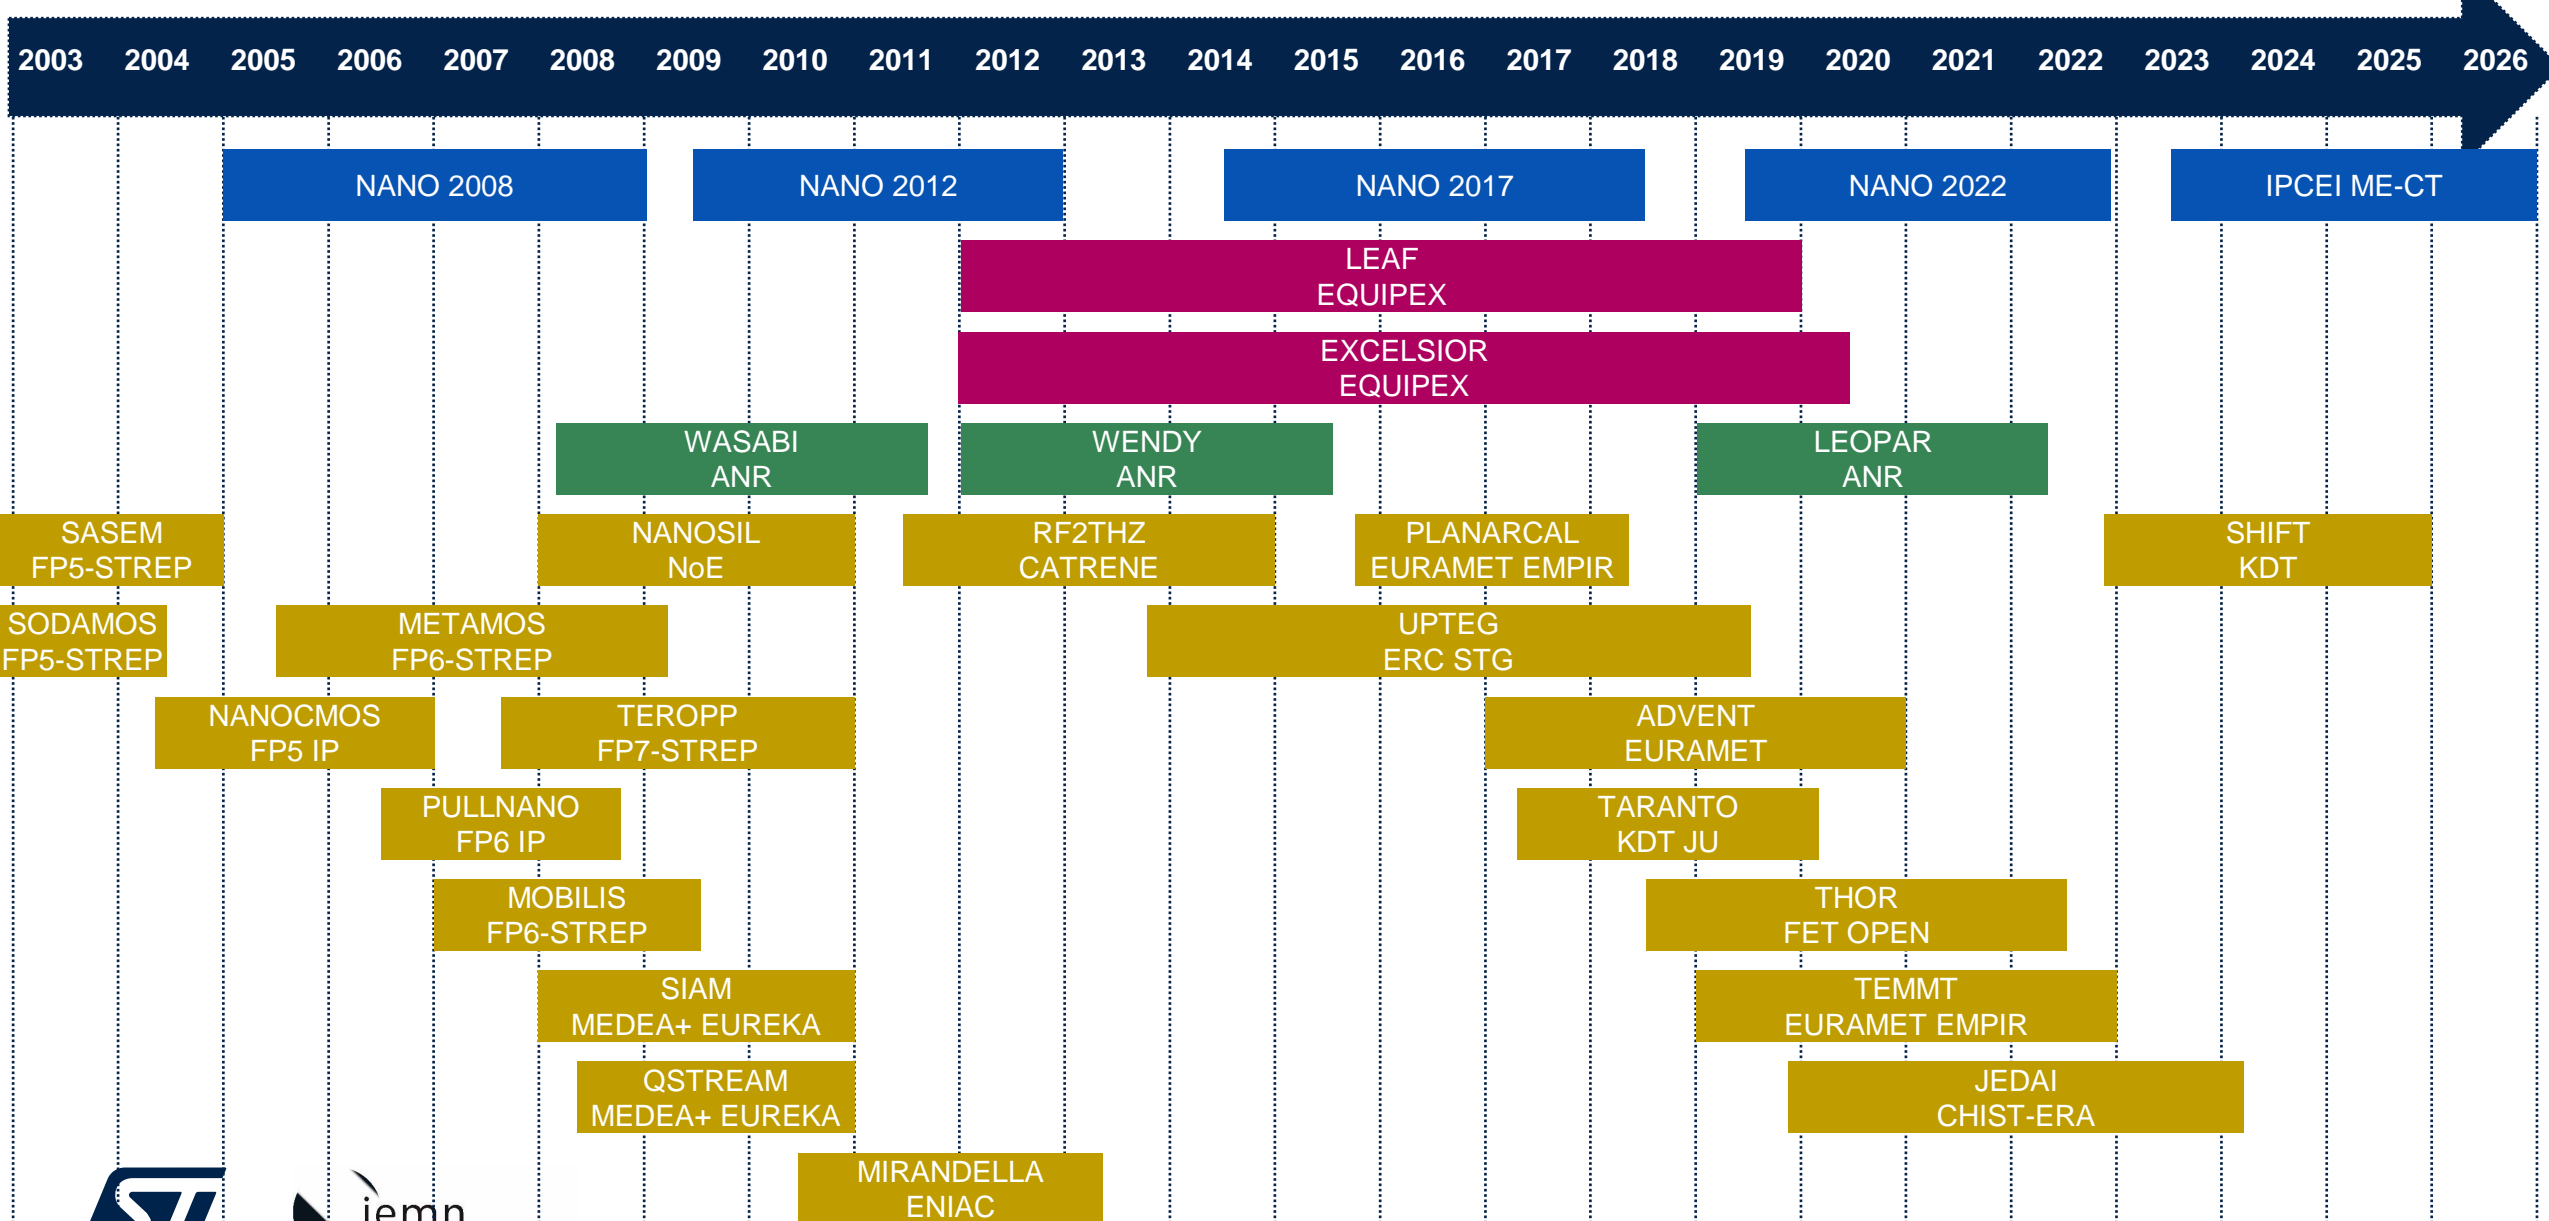 2003 2004 2005 2006 2007 2008 2009 2010 2011 2012 2013 2014 2015 2016 2017 2018 2019 2020 2021 2022 2023 2024 2025 2026
NANO 2008
NANO 2012
NANO 2017
NANO 2022
IPCEI ME-CT
LEAF
EQUIPEX
EXCELSIOR
EQUIPEX
WASABI
ANR
WENDY
ANR
LEOPAR
ANR
SASEM
FP5-STREP
NANOSIL
NoE
RF2THZ
CATRENE
PLANARCAL
EURAMET EMPIR
SHIFT
KDT
SODAMOS
FP5-STREP
METAMOS
FP6-STREP
UPTEG
ERC STG
NANOCMOS
FP5 IP
TEROPP
FP7-STREP
ADVENT
EURAMET
PULLNANO
FP6 IP
TARANTO
KDT JU
MOBILIS
FP6-STREP
THOR
FET OPEN
SIAM
MEDEA+ EUREKA
TEMMT
EURAMET EMPIR
QSTREAM
MEDEA+ EUREKA
JEDAI
CHIST-ERA
MIRANDELLA
ENIAC
ST
iemn